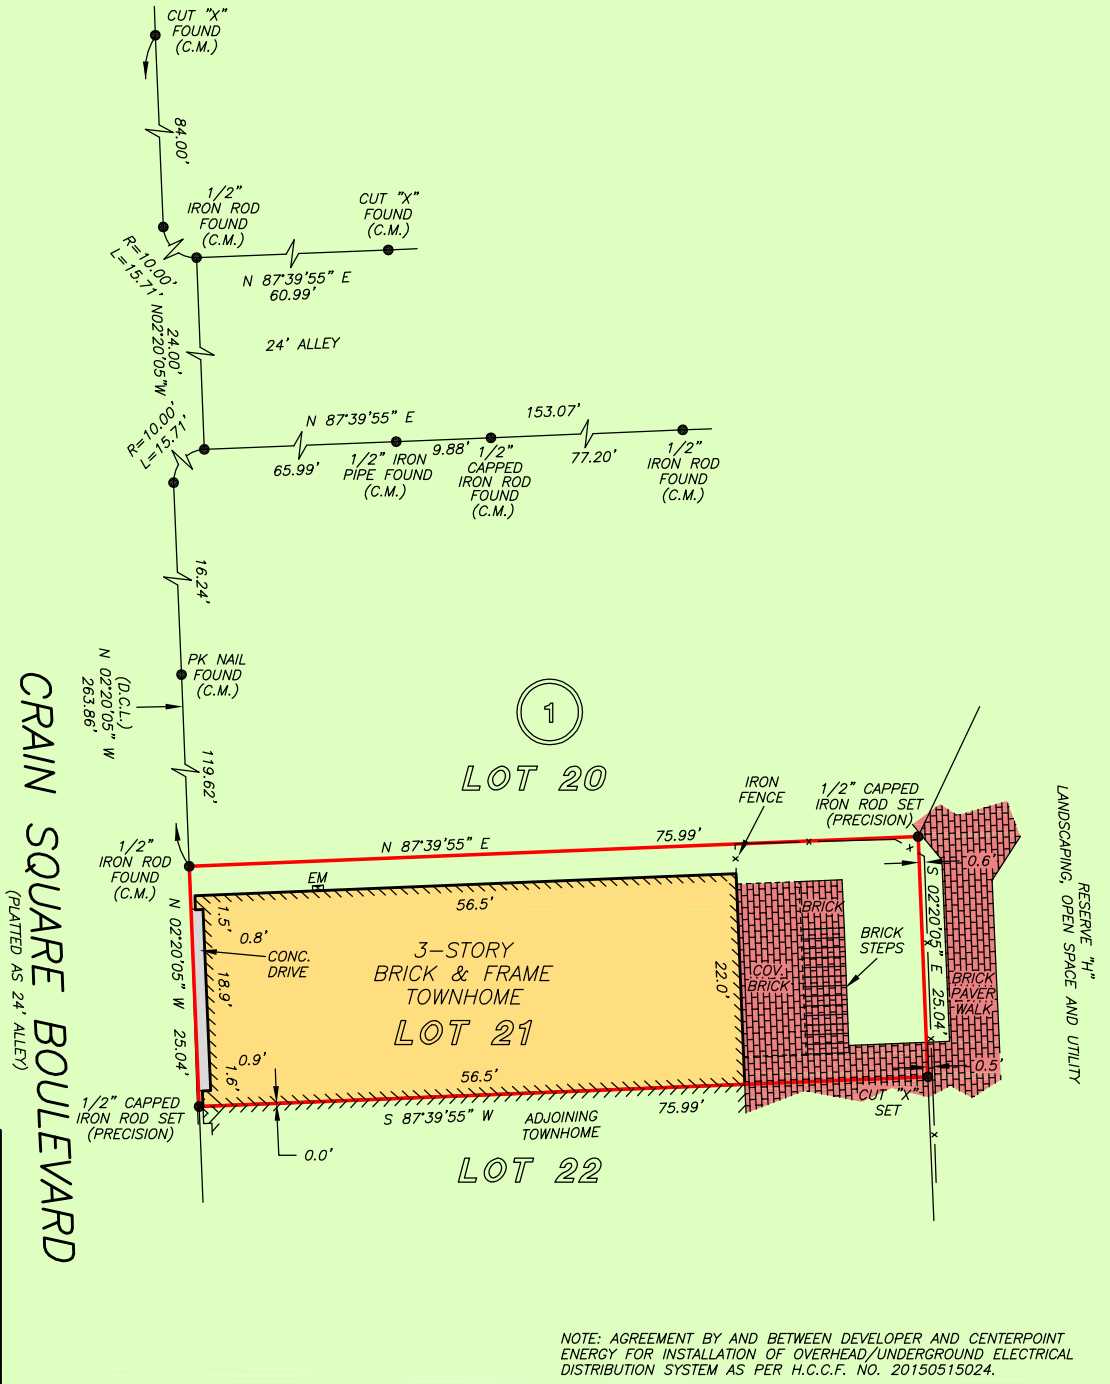 CUT "X"
FOUND
(C.M.)
84.00'
1/2"
IRON ROD
FOUND
(C.M.)
CUT "X"
FOUND
(C.M.)
R=10.00'
L=15.71'
N 87°39'55" E
60.99'
24.00'
N02°20'05"W
24' ALLEY
R=10.00'
L=15.71'
N 87°39'55" E
153.07'
65.99'
1/2" IRON
PIPE FOUND
(C.M.)
9.88'
1/2"
CAPPED
IRON ROD
FOUND
(C.M.)
77.20'
1/2"
IRON ROD
FOUND
(C.M.)
16.24'
PK NAIL
FOUND
(C.M.)
(D.C.L.)
N 02°20'05" W
263.86'
119.62'
CRAIN SQUARE BOULEVARD
(PLATTED AS 24' ALLEY)
1
LOT 20
IRON
FENCE
1/2" CAPPED
IRON ROD SET
(PRECISION)
RESERVE "H"
LANDSCAPING, OPEN SPACE AND UTILITY
1/2"
IRON ROD
FOUND
(C.M.)
N 87°39'55" E
75.99'
0.6'
EM
56.5'
N 02°20'05" W 25.04'
1.5'
0.8'
CONC.
DRIVE
18.9'
3-STORY
BRICK & FRAME
TOWNHOME
LOT 21
22.0'
COV.
BRICK
BRICK
BRICK
STEPS
S 02°20'05" E 25.04'
BRICK
PAVER
WALK
0.9'
1.6'
56.5'
0.5'
CUT "X"
SET
1/2" CAPPED
IRON ROD SET
(PRECISION)
S 87°39'55" W
75.99'
ADJOINING
TOWNHOME
0.0'
LOT 22
NOTE: AGREEMENT BY AND BETWEEN DEVELOPER AND CENTERPOINT
ENERGY FOR INSTALLATION OF OVERHEAD/UNDERGROUND ELECTRICAL
DISTRIBUTION SYSTEM AS PER H.C.C.F. NO. 20150515024.